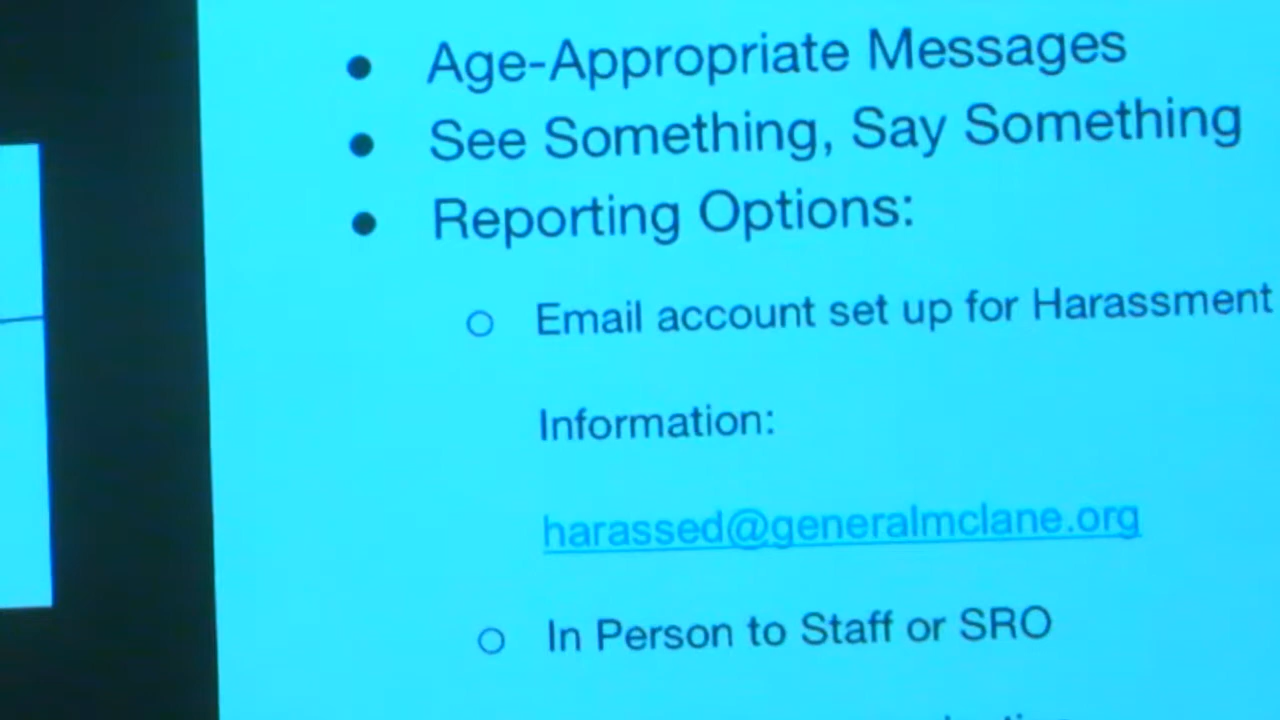 ● Age-Appropriate Messages
● See Something, Say Something
● Reporting Options:
○ Email account set up for Harassment
Information:
harassed@generalmclane.org
○ In Person to Staff or SRO